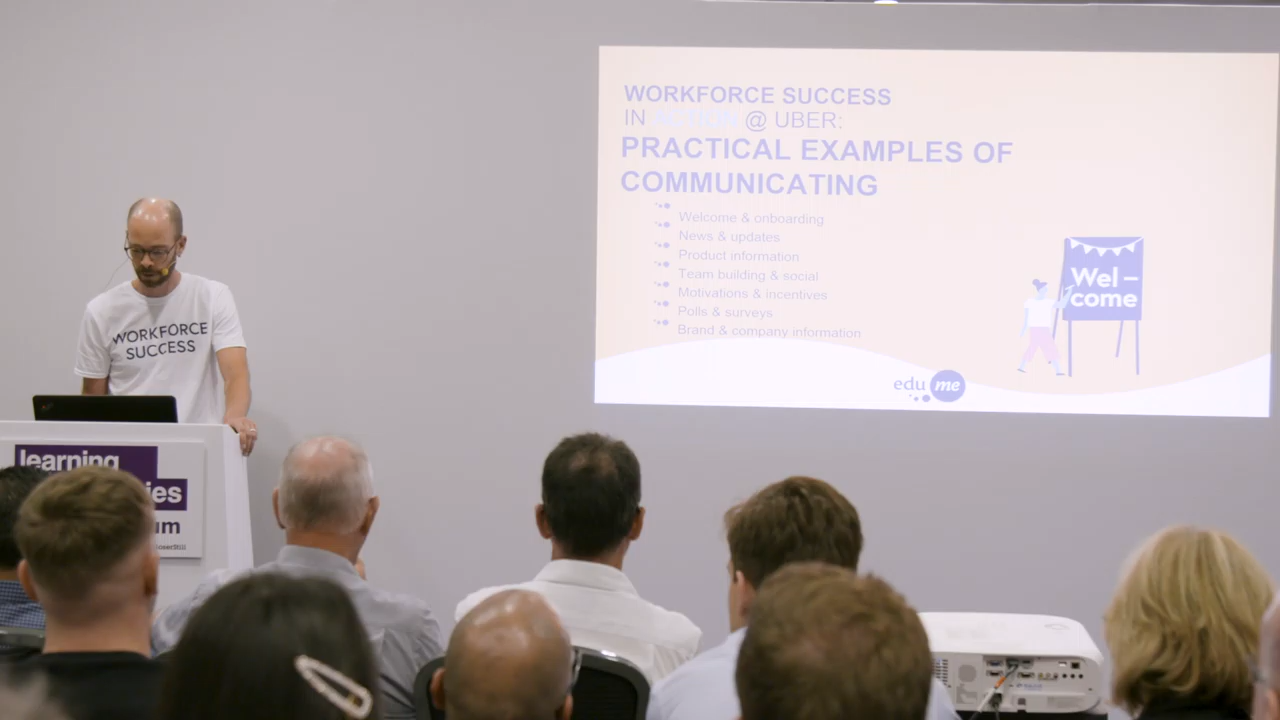 WORKFORCE SUCCESS
IN ACTION @ UBER:
PRACTICAL EXAMPLES OF
COMMUNICATING
Welcome & onboarding
News & updates
Product information
Team building & social
Motivations & incentives
Polls & surveys
Brand & company information
Wel –
come
edu me
WORKFORCE
SUCCESS
learning
ies
um